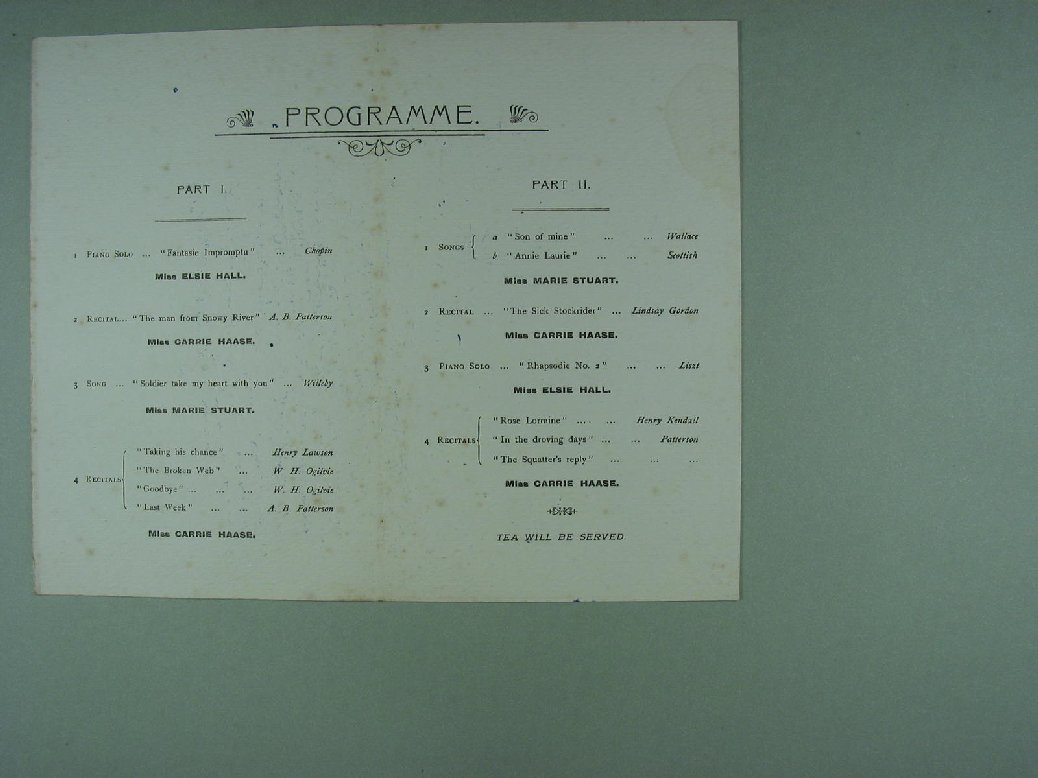 PROGRAMME.
PART I.
1 PIANO SOLO ... "Fantasie Impromptu" ... Chopin
Miss ELSIE HALL.
2 RECITAL... "The man from Snowy River" A. B. Patterson
Miss CARRIE HAASE.
3 SONG ... "Soldier take my heart with you" ...
Miss MARIE STUART.
4 RECITALS
"Taking his chance" ... Henry Lawson
"The Broken Web" ... W H. Ogilvie
"Goodbye" ... ... ... W. H. Ogilvie
"Last Week" ... ... A. B Patterson
Miss CARRIE HAASE.
PART II.
1 SONGS
a "Son of mine" ... ... Wallace
b "Annie Laurie" ... ... Scottish
Miss MARIE STUART.
2 RECITAL ... "The Sick Stockrider" ... Lindsay Gordon
Miss CARRIE HAASE.
3 PIANO SOLO ... "Rhapsodie No. 2" ... ... Liszt
Miss ELSIE HALL.
4 RECITALS
"Rose Lorraine" ... ... Henry Kendall
"In the droving days" ... ... Patterson
"The Squatter's reply" ... ... ...
Miss CARRIE HAASE.
TEA WILL BE SERVED